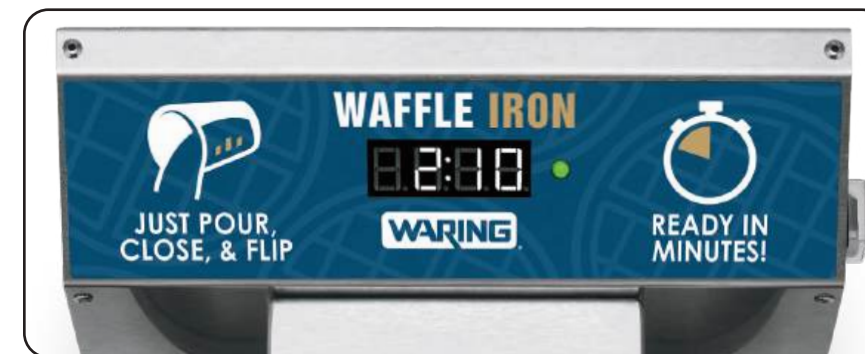 WAFFLE IRON
2:10
WARING
JUST POUR,
CLOSE, & FLIP
READY IN
MINUTES!